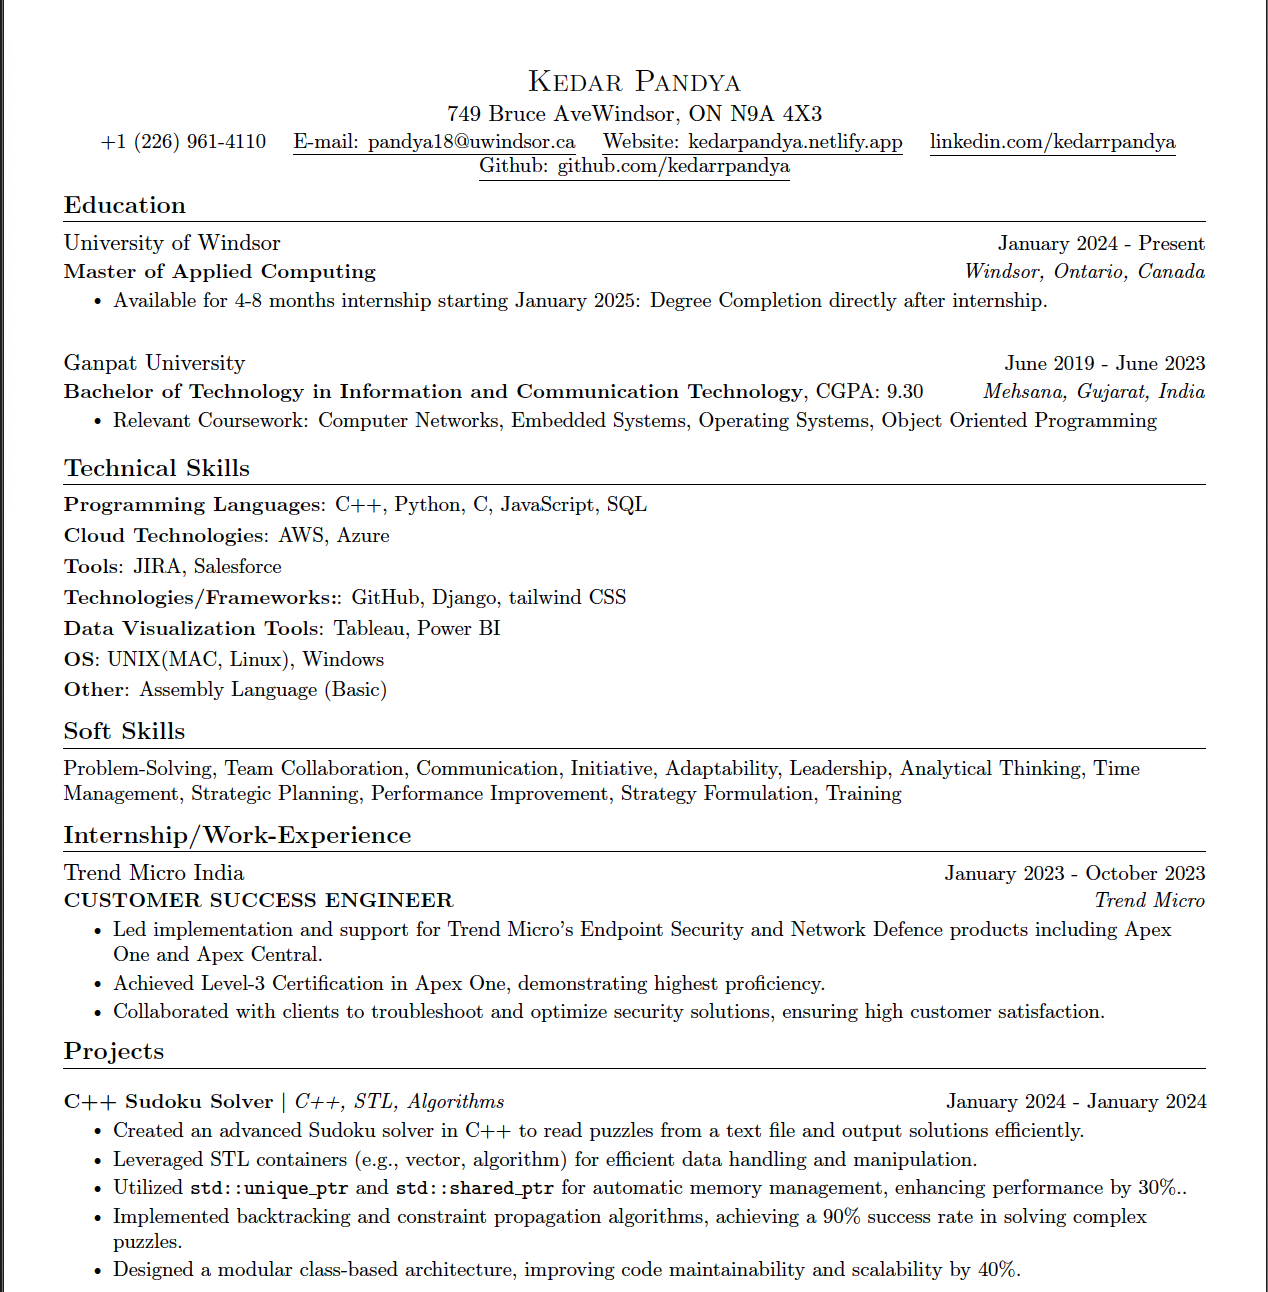 Kedar Pandya
749 Bruce AveWindsor, ON N9A 4X3
+1 (226) 961-4110 E-mail: pandya18@uwindsor.ca Website: kedarpandya.netlify.app linkedin.com/kedarrpandya
Github: github.com/kedarrpandya
Education
University of Windsor January 2024 - Present
Master of Applied Computing Windsor, Ontario, Canada
• Available for 4-8 months internship starting January 2025: Degree Completion directly after internship.
Ganpat University June 2019 - June 2023
Bachelor of Technology in Information and Communication Technology, CGPA: 9.30 Mehsana, Gujarat, India
• Relevant Coursework: Computer Networks, Embedded Systems, Operating Systems, Object Oriented Programming
Technical Skills
Programming Languages: C++, Python, C, JavaScript, SQL
Cloud Technologies: AWS, Azure
Tools: JIRA, Salesforce
Technologies/Frameworks:: GitHub, Django, tailwind CSS
Data Visualization Tools: Tableau, Power BI
OS: UNIX(MAC, Linux), Windows
Other: Assembly Language (Basic)
Soft Skills
Problem-Solving, Team Collaboration, Communication, Initiative, Adaptability, Leadership, Analytical Thinking, Time
Management, Strategic Planning, Performance Improvement, Strategy Formulation, Training
Internship/Work-Experience
Trend Micro India January 2023 - October 2023
CUSTOMER SUCCESS ENGINEER Trend Micro
• Led implementation and support for Trend Micro's Endpoint Security and Network Defence products including Apex
One and Apex Central.
• Achieved Level-3 Certification in Apex One, demonstrating highest proficiency.
• Collaborated with clients to troubleshoot and optimize security solutions, ensuring high customer satisfaction.
Projects
C++ Sudoku Solver | C++, STL, Algorithms January 2024 - January 2024
• Created an advanced Sudoku solver in C++ to read puzzles from a text file and output solutions efficiently.
• Leveraged STL containers (e.g., vector, algorithm) for efficient data handling and manipulation.
• Utilized std::unique_ptr and std::shared_ptr for automatic memory management, enhancing performance by 30%..
• Implemented backtracking and constraint propagation algorithms, achieving a 90% success rate in solving complex
puzzles.
• Designed a modular class-based architecture, improving code maintainability and scalability by 40%.